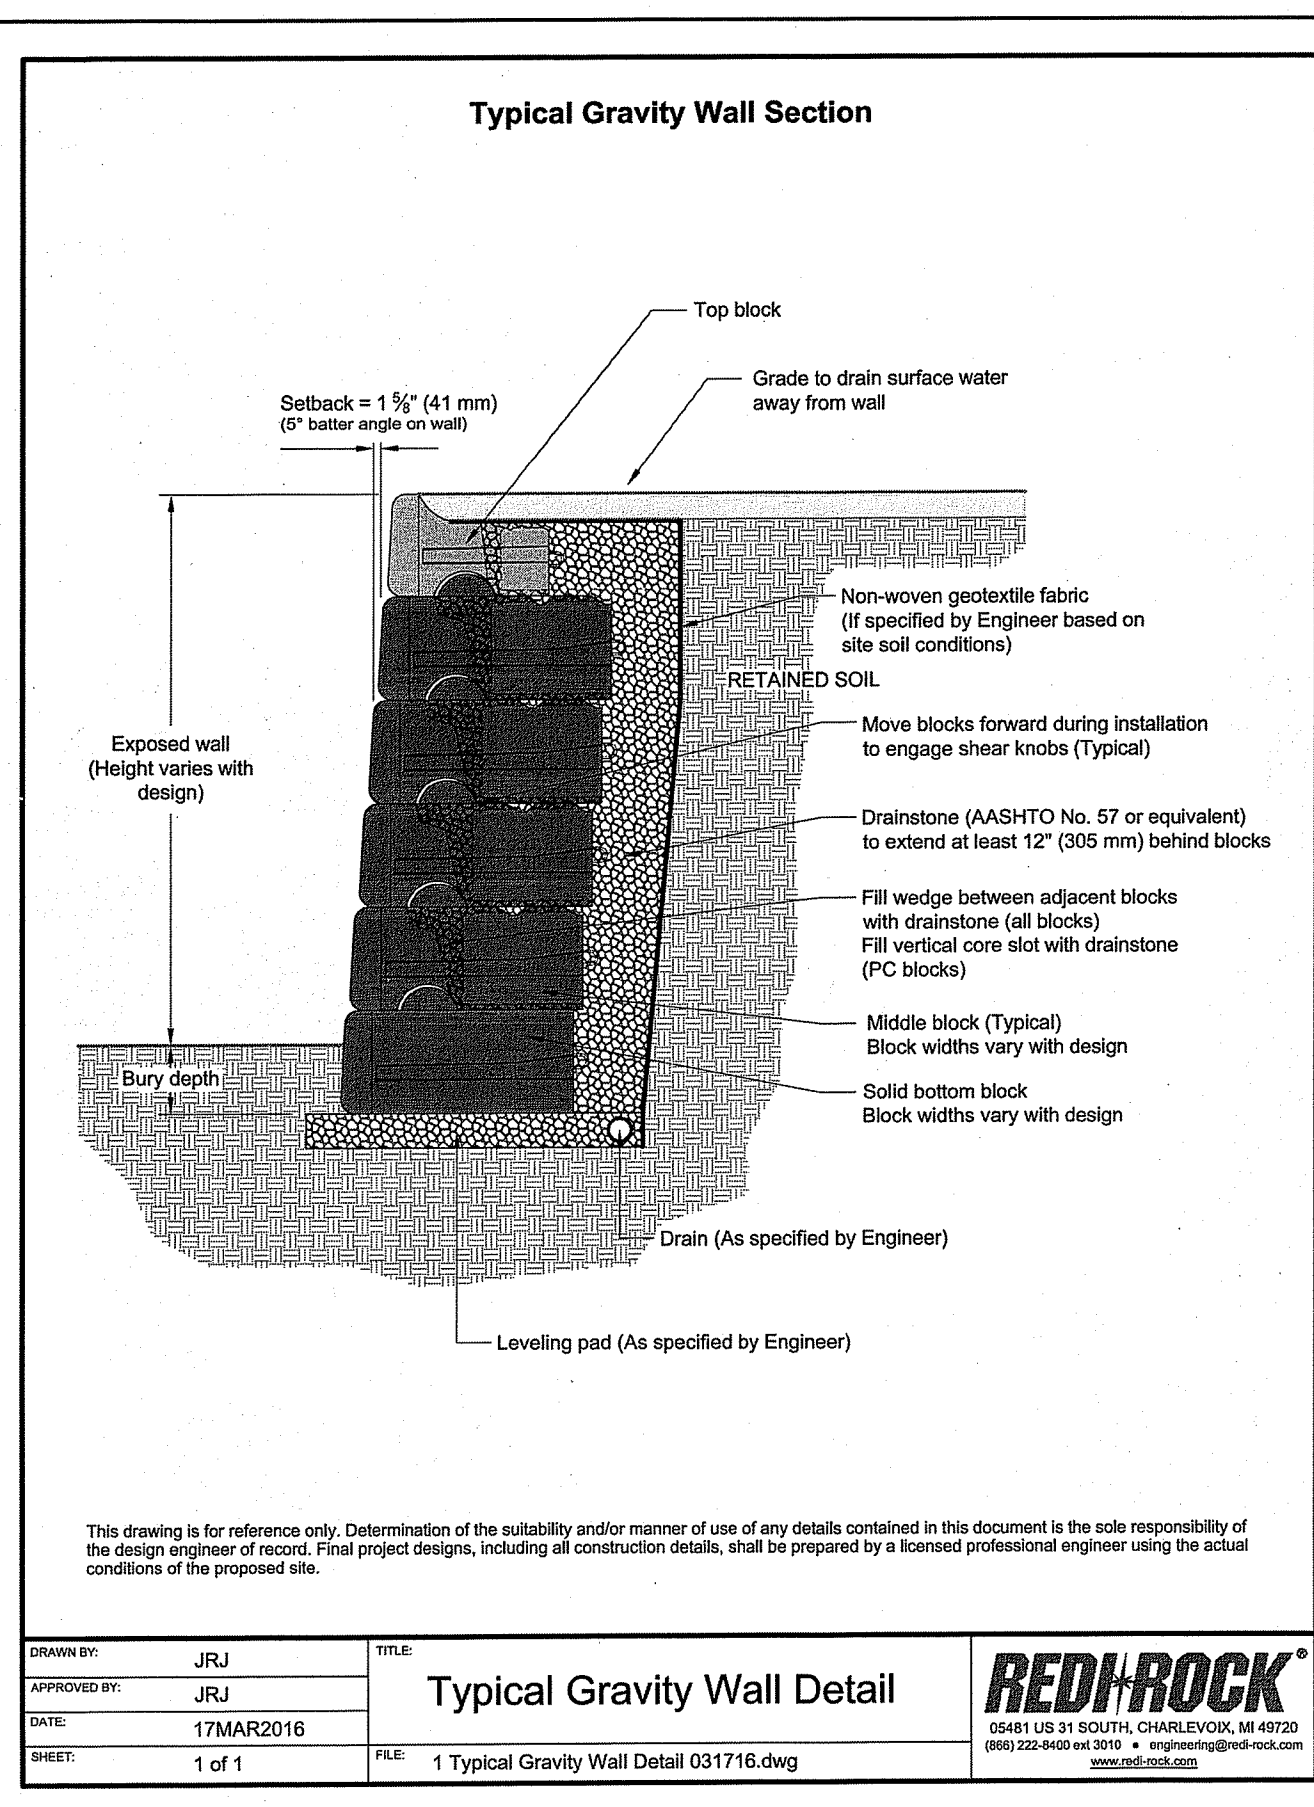 Typical Gravity Wall Section
Top block
Grade to drain surface water
away from wall
Setback = 1 5/8" (41 mm)
(5° batter angle on wall)
Non-woven geotextile fabric
(If specified by Engineer based on
site soil conditions)
RETAINED SOIL
Move blocks forward during installation
to engage shear knobs (Typical)
Exposed wall
(Height varies with
design)
Drainstone (AASHTO No. 57 or equivalent)
to extend at least 12" (305 mm) behind blocks
Fill wedge between adjacent blocks
with drainstone (all blocks)
Fill vertical core slot with drainstone
(PC blocks)
Middle block (Typical)
Block widths vary with design
Bury depth
Solid bottom block
Block widths vary with design
Drain (As specified by Engineer)
Leveling pad (As specified by Engineer)
This drawing is for reference only. Determination of the suitability and/or manner of use of any details contained in this document is the sole responsibility of
the design engineer of record. Final project designs, including all construction details, shall be prepared by a licensed professional engineer using the actual
conditions of the proposed site.
DRAWN BY: JRJ
APPROVED BY: JRJ
DATE: 17MAR2016
SHEET: 1 of 1
TITLE:
Typical Gravity Wall Detail
FILE: 1 Typical Gravity Wall Detail 031716.dwg
REDI-ROCK®
05481 US 31 SOUTH, CHARLEVOIX, MI 49720
(866) 222-8400 ext 3010 • engineering@redi-rock.com
www.redi-rock.com